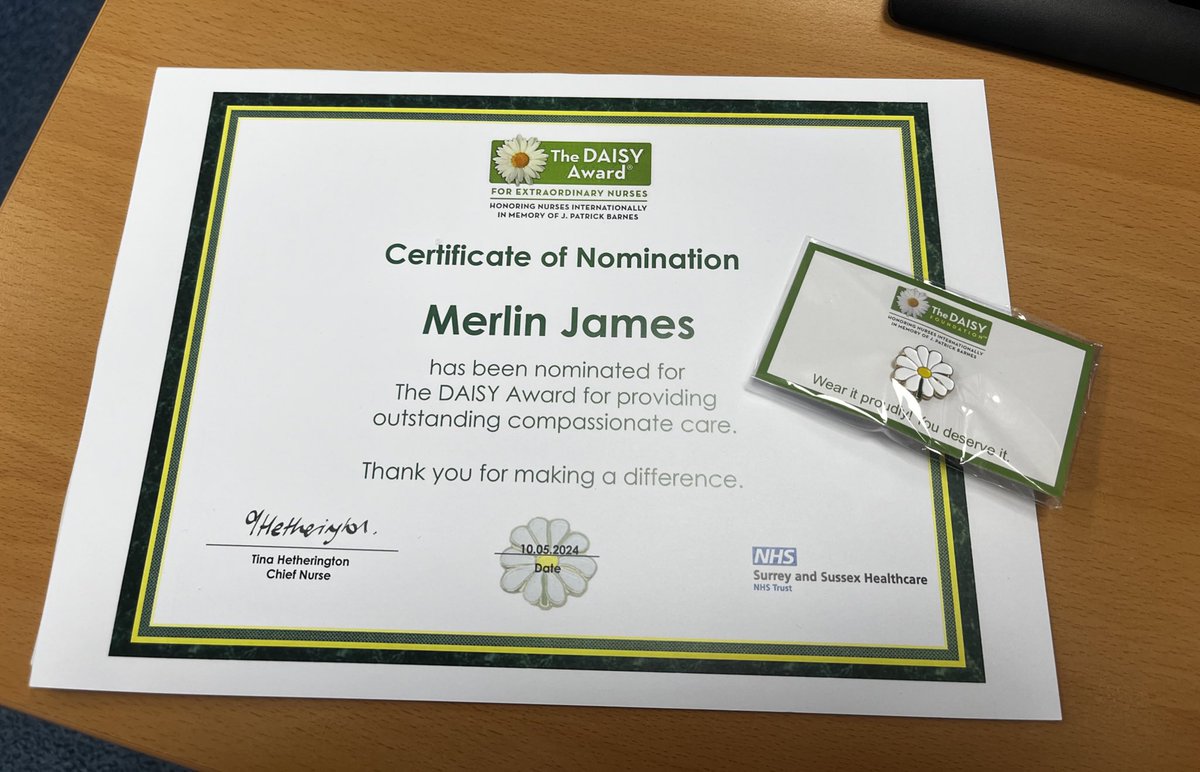 The DAISY
Award®
FOR EXTRAORDINARY NURSES
HONORING NURSES INTERNATIONALLY
IN MEMORY OF J. PATRICK BARNES
Certificate of Nomination
Merlin James
has been nominated for
The DAISY Award for providing
outstanding compassionate care.
Thank you for making a difference.
THetherington.
Tina Hetherington
Chief Nurse
10.05.2024
Date
NHS
Surrey and Sussex Healthcare
NHS Trust
The DAISY
FOUNDATION™
HONORING NURSES INTERNATIONALLY
IN MEMORY OF J. PATRICK BARNES
Wear it proudly! You deserve it.